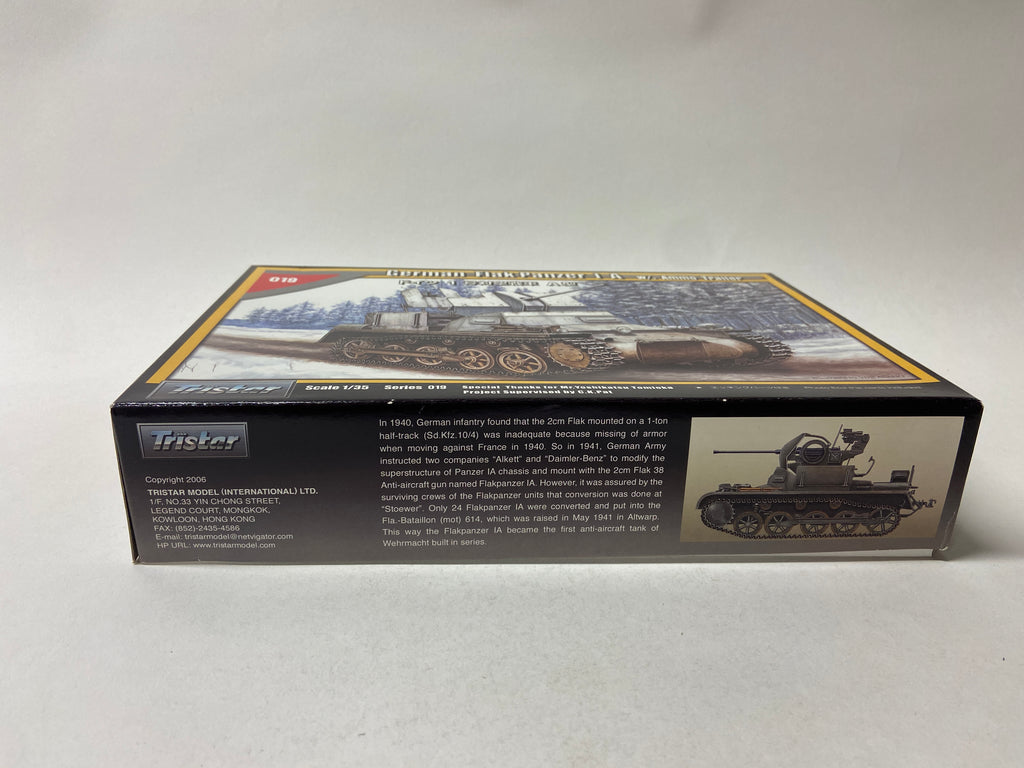 019
German Flak Panzer I A w/ Ammo Trailer
Tristar
Scale 1/35 Series 019
Special Thanks for Mr.Yoshikatsu Tomioka
Project Supervised by C.K.Pat
Tristar
Copyright 2006
TRISTAR MODEL (INTERNATIONAL) LTD.
1/F, NO.33 YIN CHONG STREET,
LEGEND COURT, MONGKOK,
KOWLOON, HONG KONG
FAX: (852)-2435-4586
E-mail: tristarmodel@netvigator.com
HP URL: www.tristarmodel.com
In 1940, German infantry found that the 2cm Flak mounted on a 1-ton
half-track (Sd.Kfz.10/4) was inadequate because missing of armor
when moving against France in 1940. So in 1941, German Army
instructed two companies "Alkett" and "Daimler-Benz" to modify the
superstructure of Panzer IA chassis and mount with the 2cm Flak 38
Anti-aircraft gun named Flakpanzer IA. However, it was assured by the
surviving crews of the Flakpanzer units that conversion was done at
"Stoewer". Only 24 Flakpanzer IA were converted and put into the
Fla.-Bataillon (mot) 614, which was raised in May 1941 in Altwarp.
This way the Flakpanzer IA became the first anti-aircraft tank of
Wehrmacht built in series.